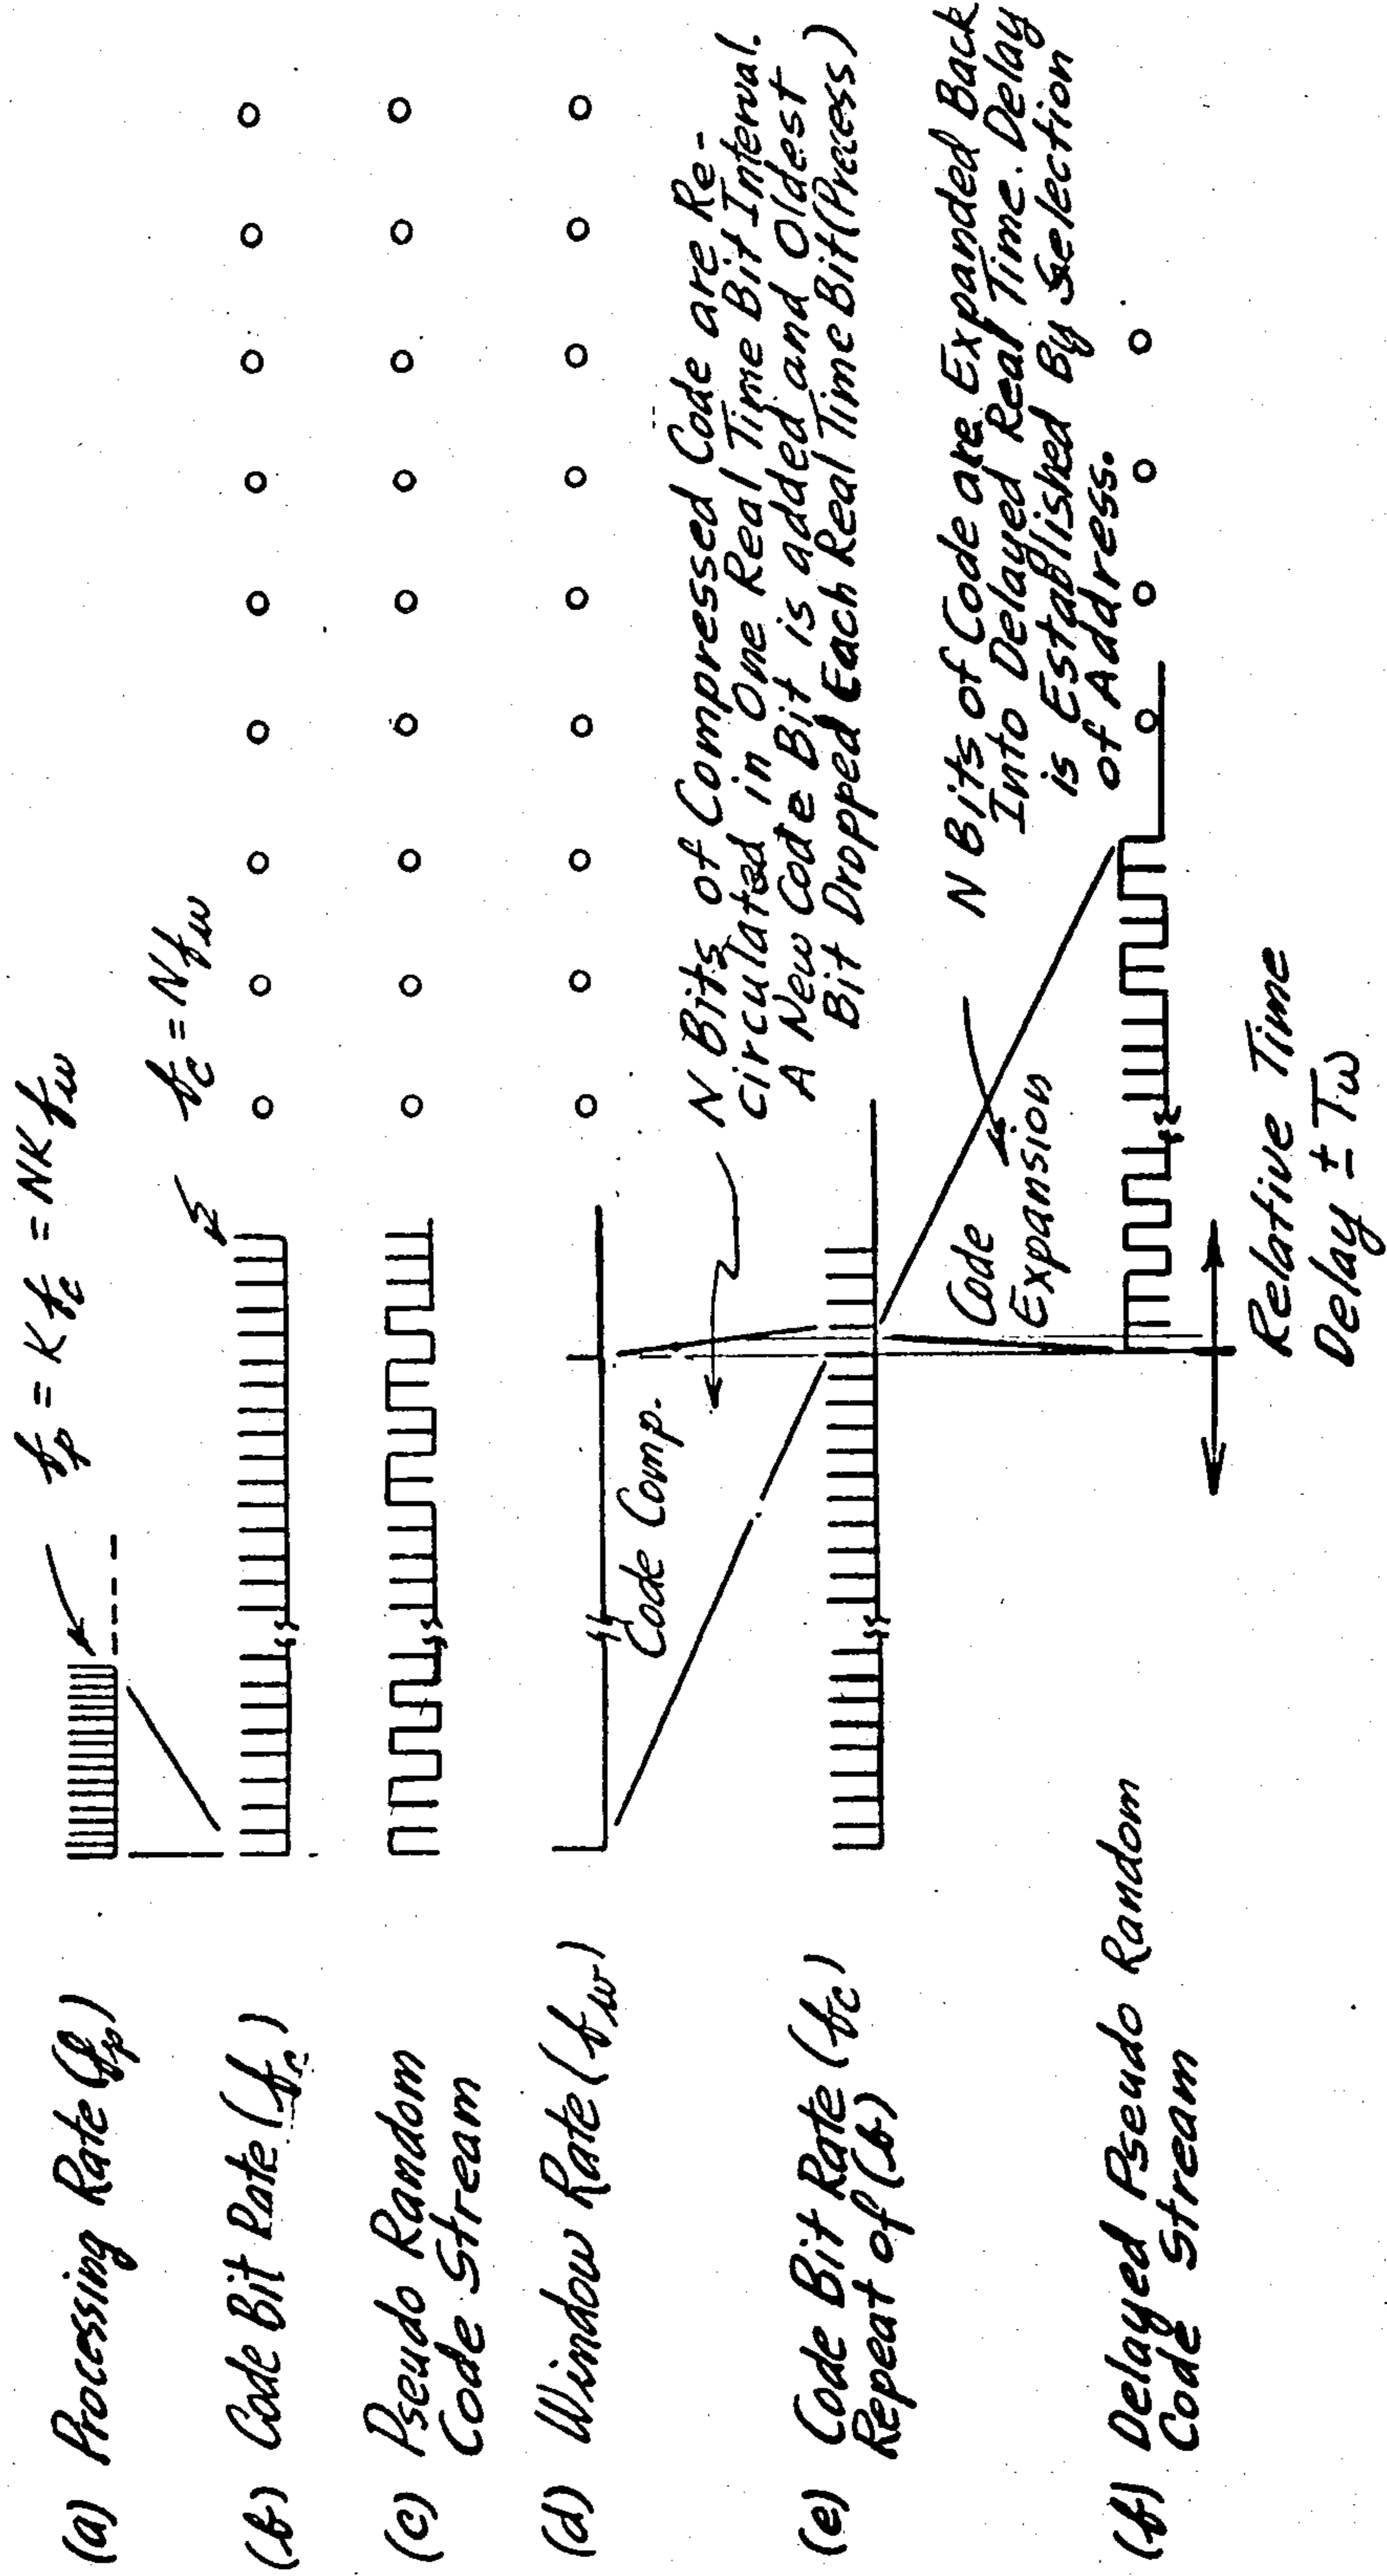 (a) Processing Rate (fp)
fp = K fc = NK fw
(b) Code Bit Rate (fc)
fc = N fw
(c) Pseudo Random
Code Stream
(d) Window Rate (fw)
Code Comp.
N Bits of Compressed Code are Re-
circulated in One Real Time Bit Interval.
A New Code Bit is added and Oldest
Bit Dropped Each Real Time Bit (Precess)
(e) Code Bit Rate (fc)
Repeat of (b)
Code
Expansion
N Bits of Code are Expanded Back
Into Delayed Real Time. Delay
is Established By Selection
of Address.
(f) Delayed Pseudo Random
Code Stream
Relative Time
Delay ± Tw